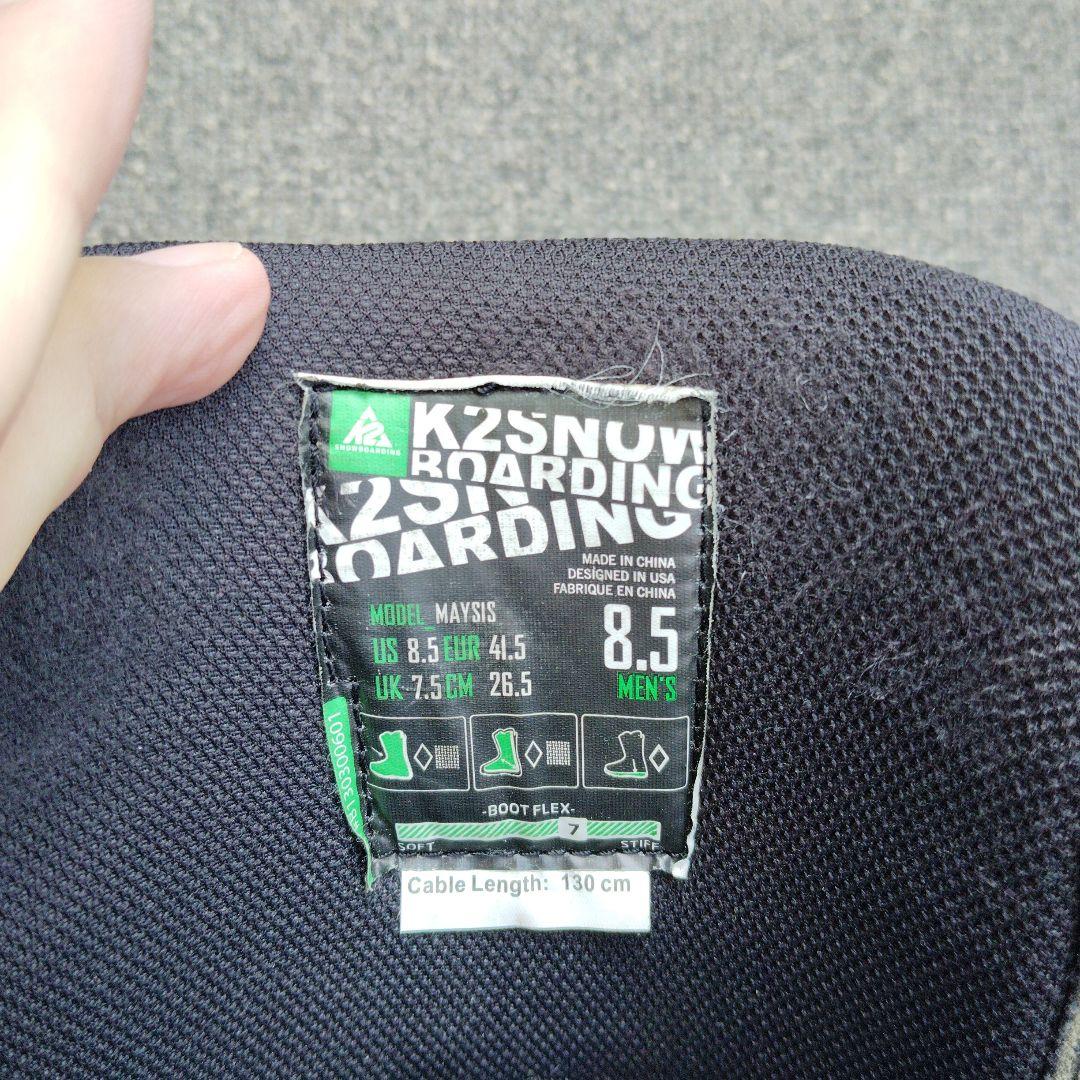 K2
SNOWBOARDING
K2SNOW
BOARDING
K2SN
BOARDING
MADE IN CHINA
DESIGNED IN USA
FABRIQUE EN CHINA
MODEL_MAYSIS
US 8.5 EUR 41.5
UK 7.5 CM 26.5
8.5
MEN'S
-BOOT FLEX-
7
SOFT
STIFF
Cable Length: 130 cm